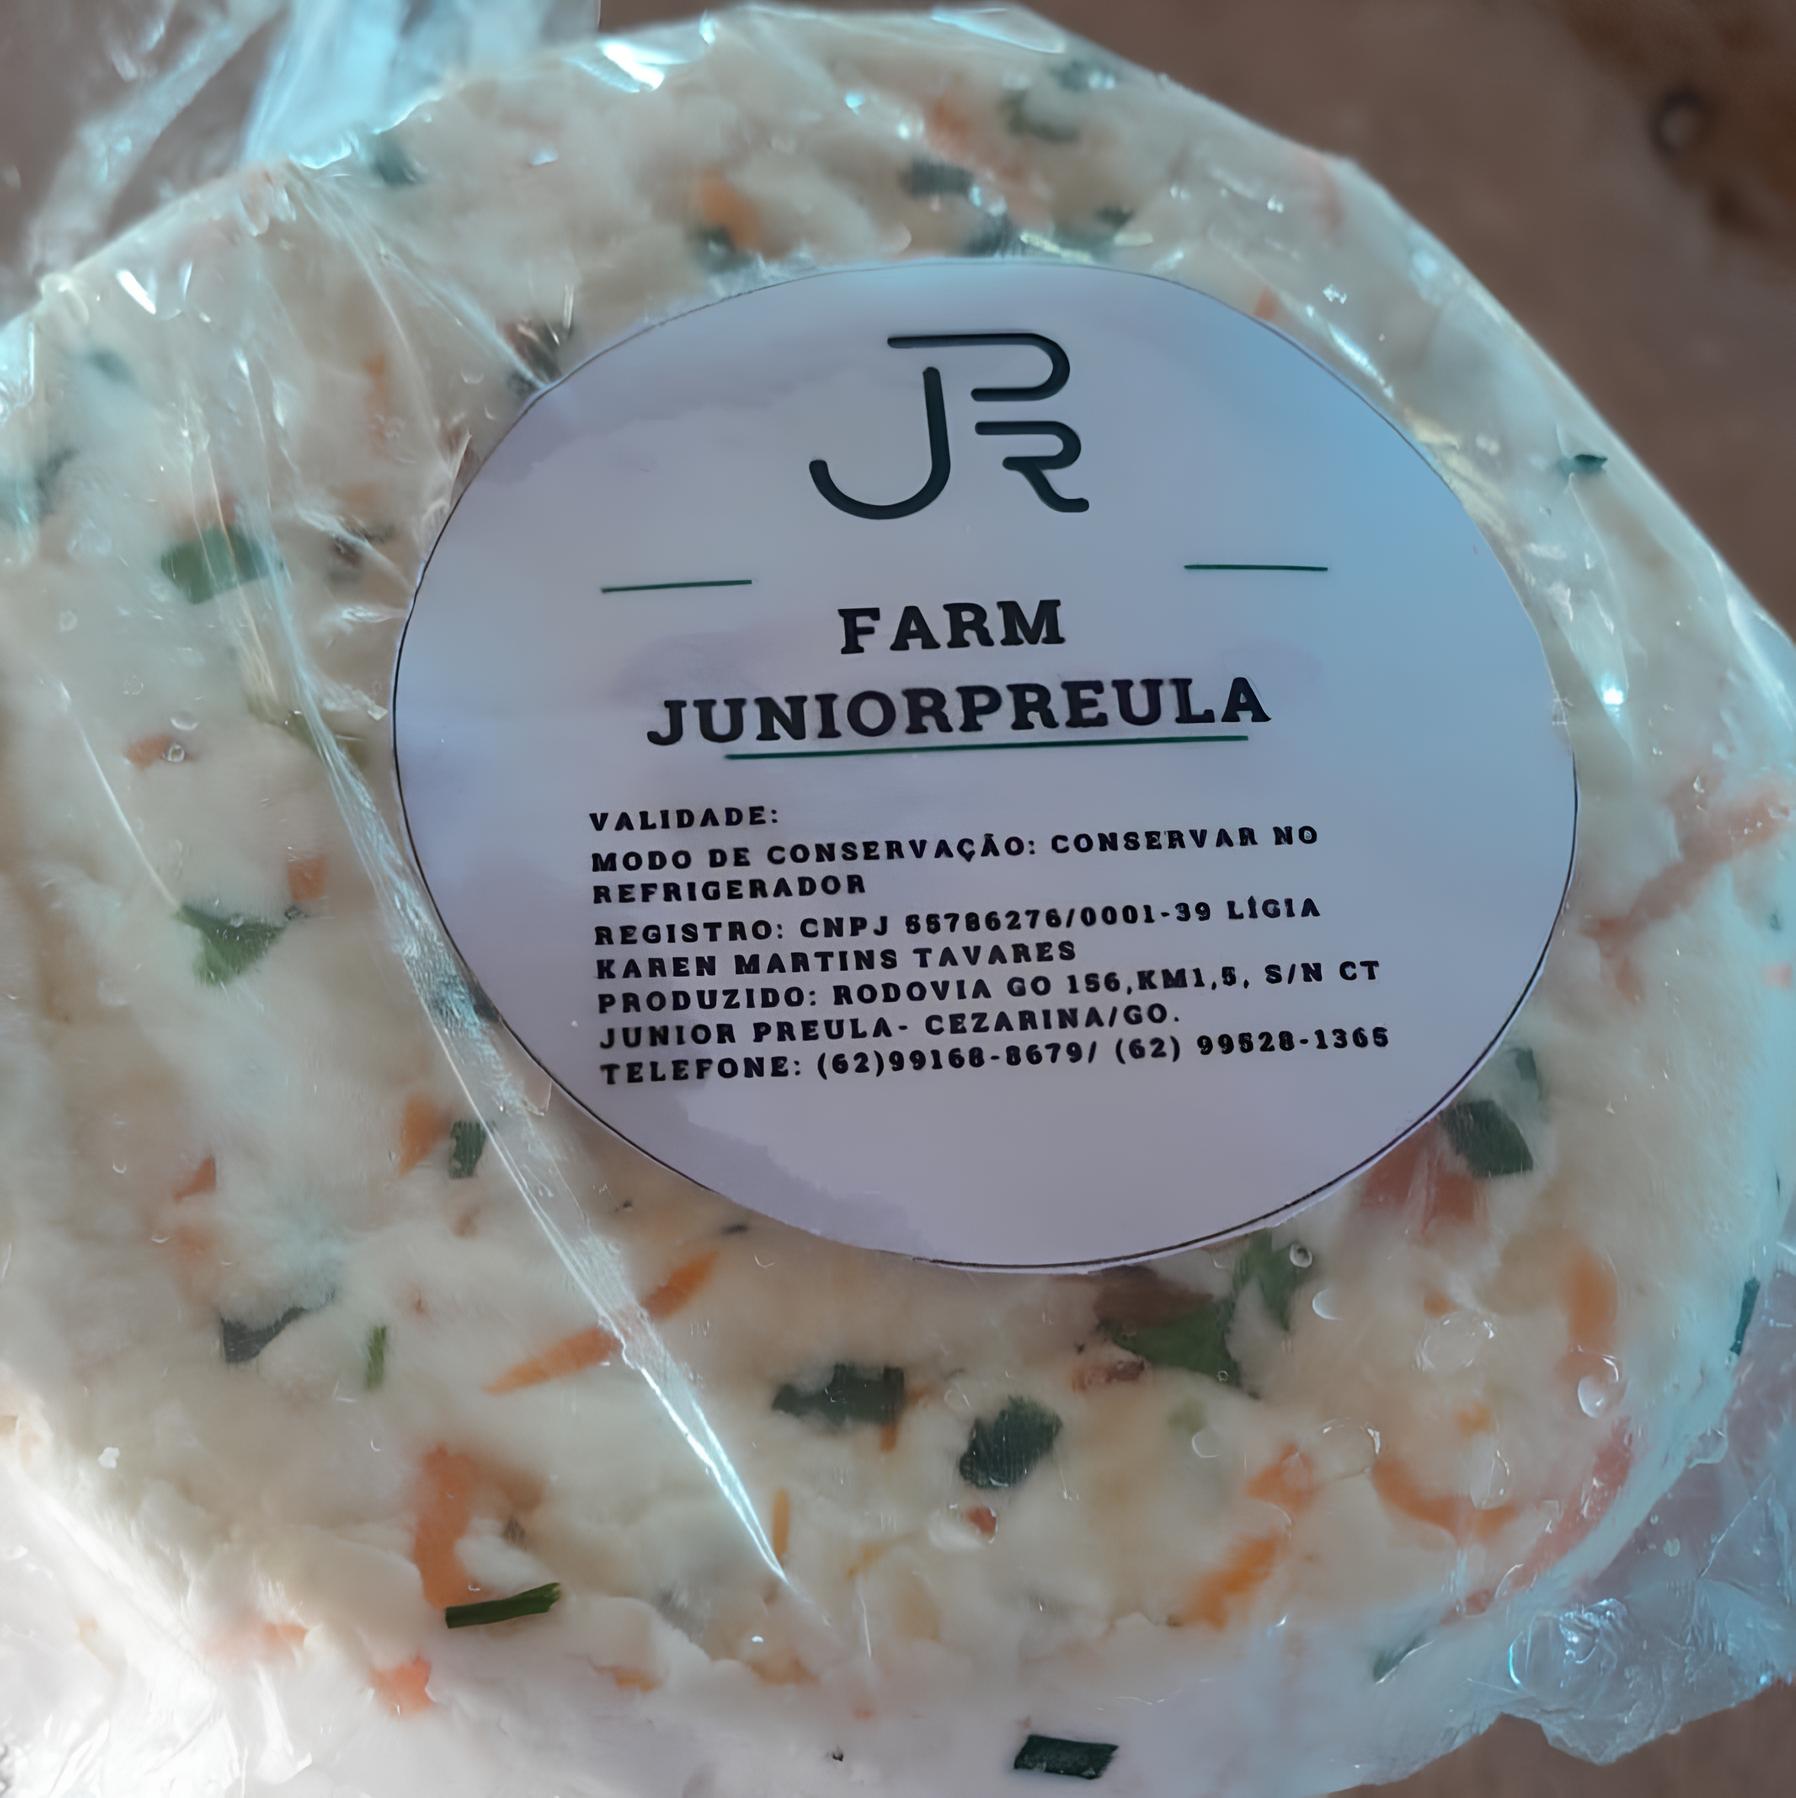 JPR
FARM
JUNIORPREULA
VALIDADE:
MODO DE CONSERVAÇÃO: CONSERVAR NO
REFRIGERADOR
REGISTRO: CNPJ 55786276/0001-39 LÍGIA
KAREN MARTINS TAVARES
PRODUZIDO: RODOVIA GO 156,KM1,5, S/N CT
JUNIOR PREULA- CEZARINA/GO.
TELEFONE: (62)99168-8679/ (62) 99528-1365